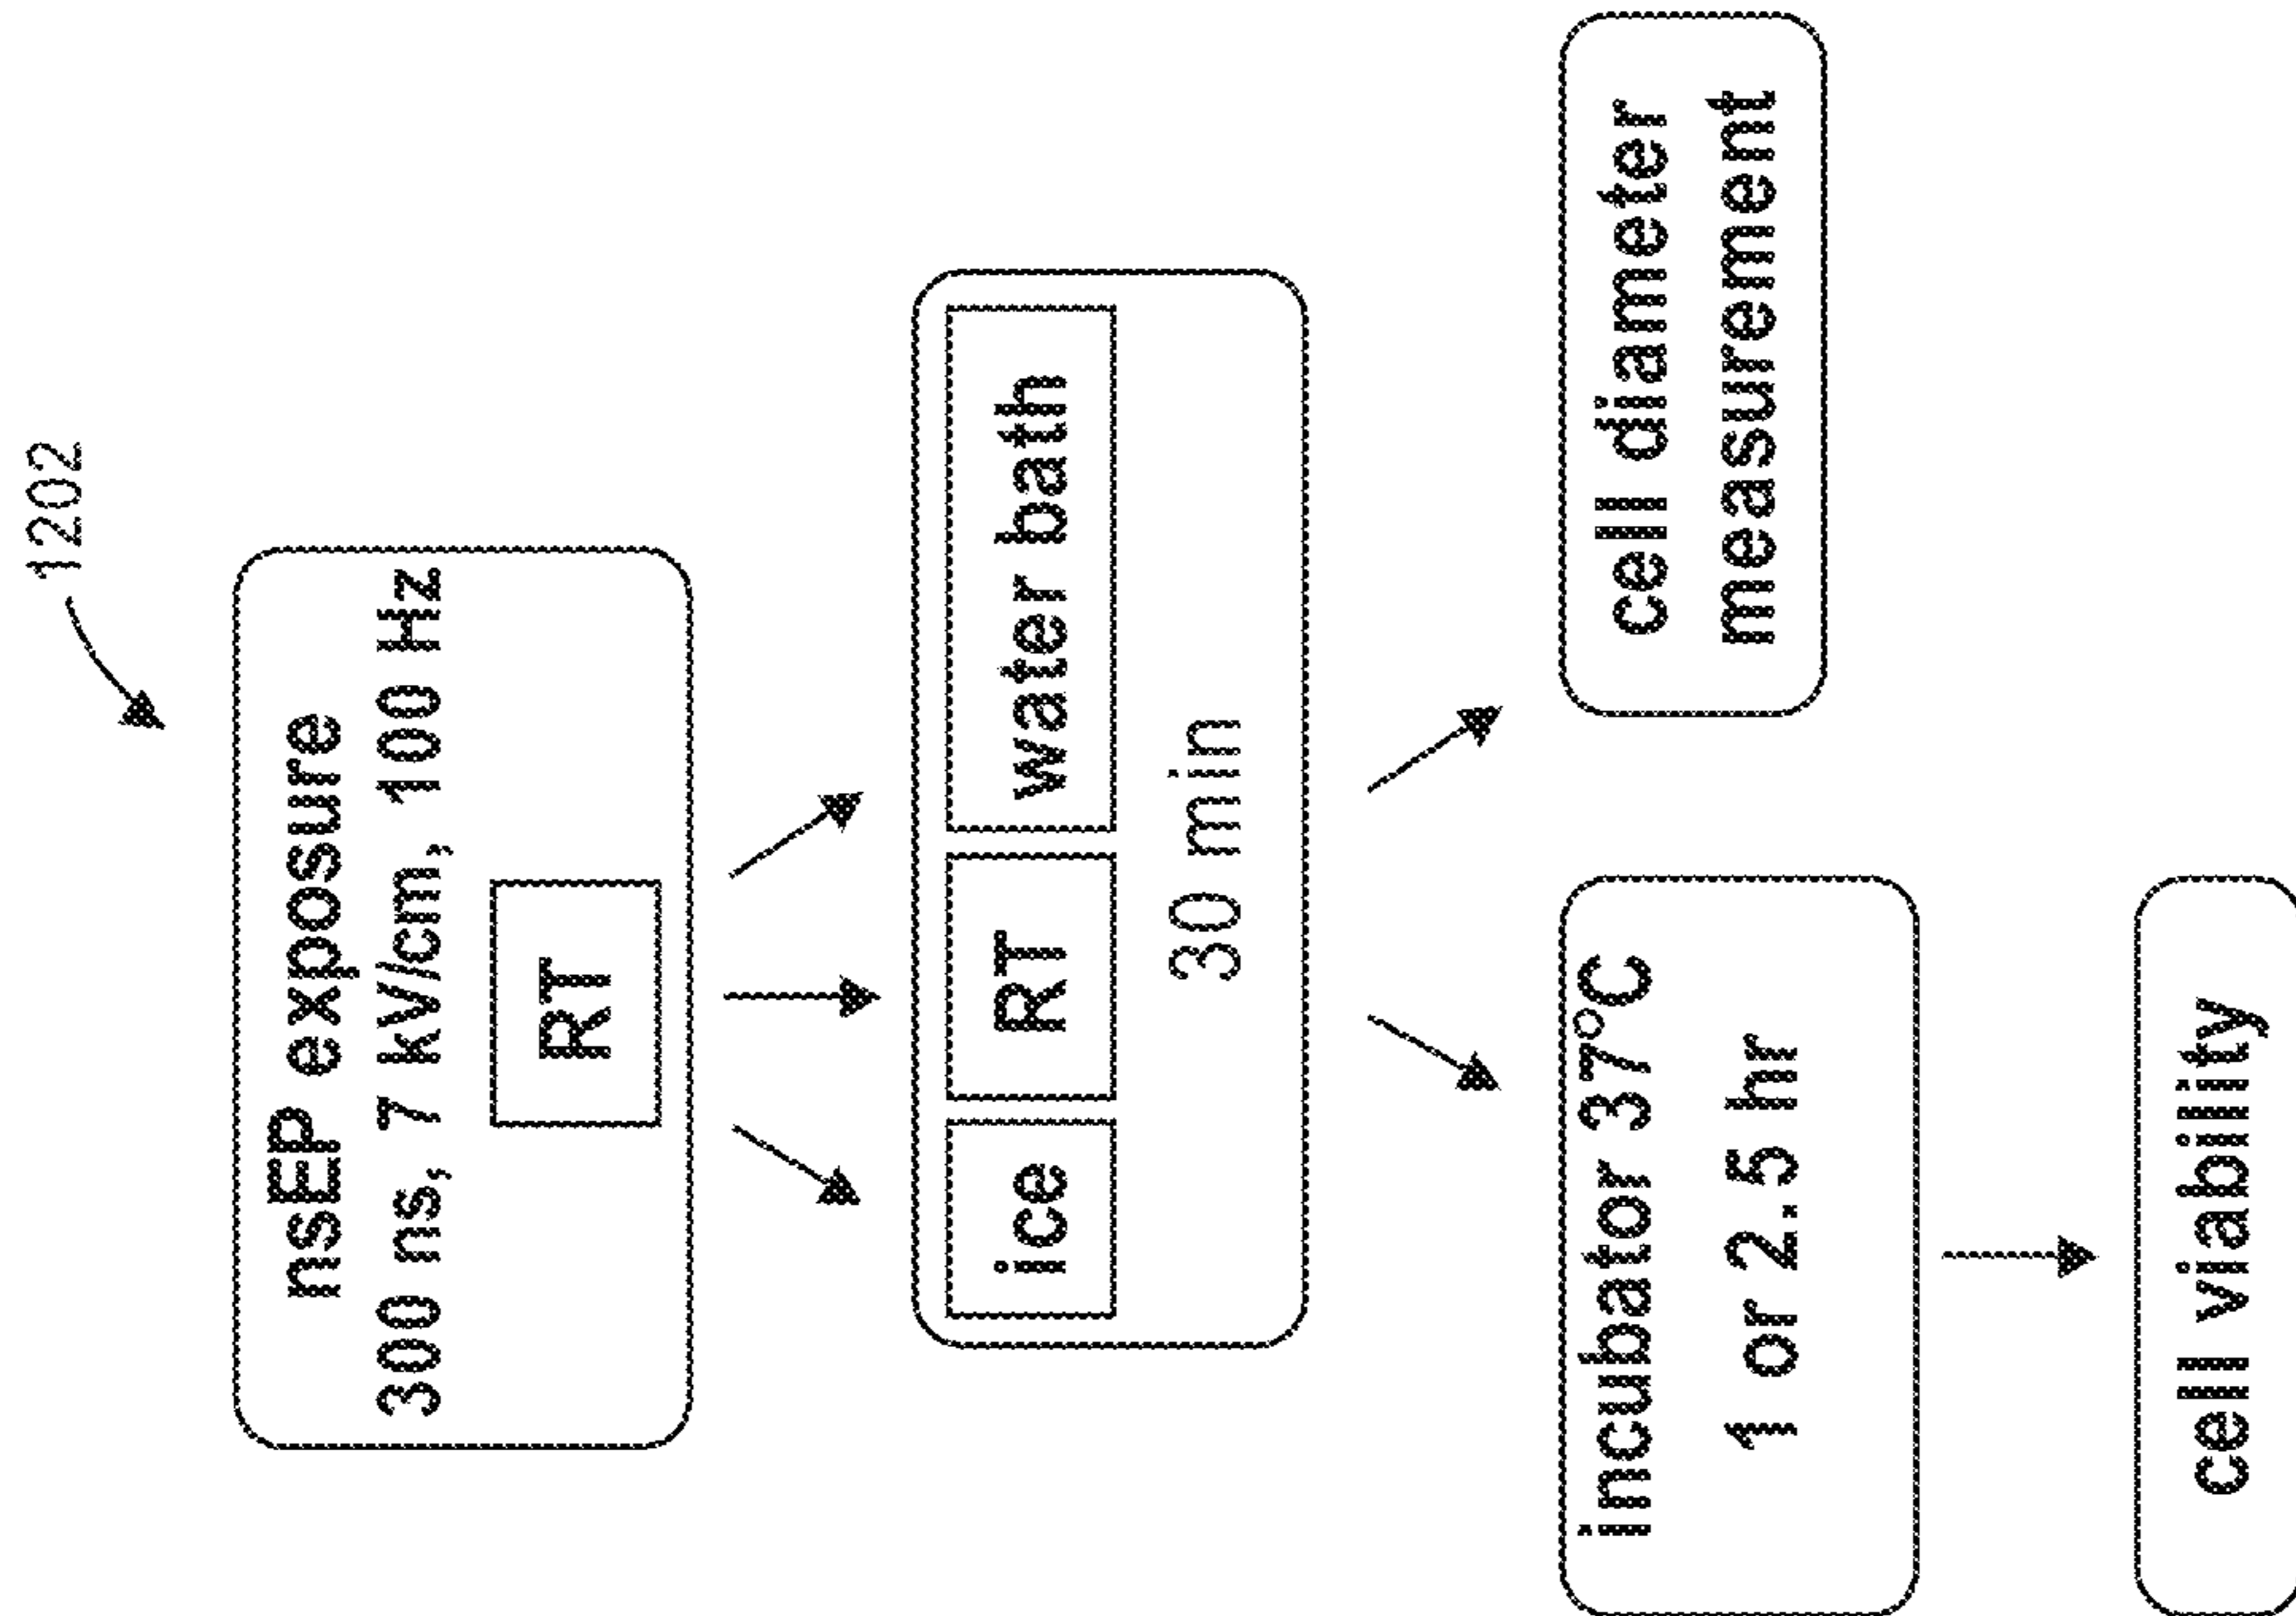 1202
nsEP exposure
300 ns, 7 kV/cm, 100 Hz
RT
ice
RT
water bath
30 min
incubator 37°C
1 or 2.5 hr
cell diameter
measurement
cell viability